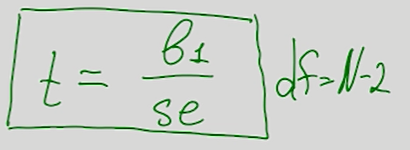 t = B1/se df=N-2